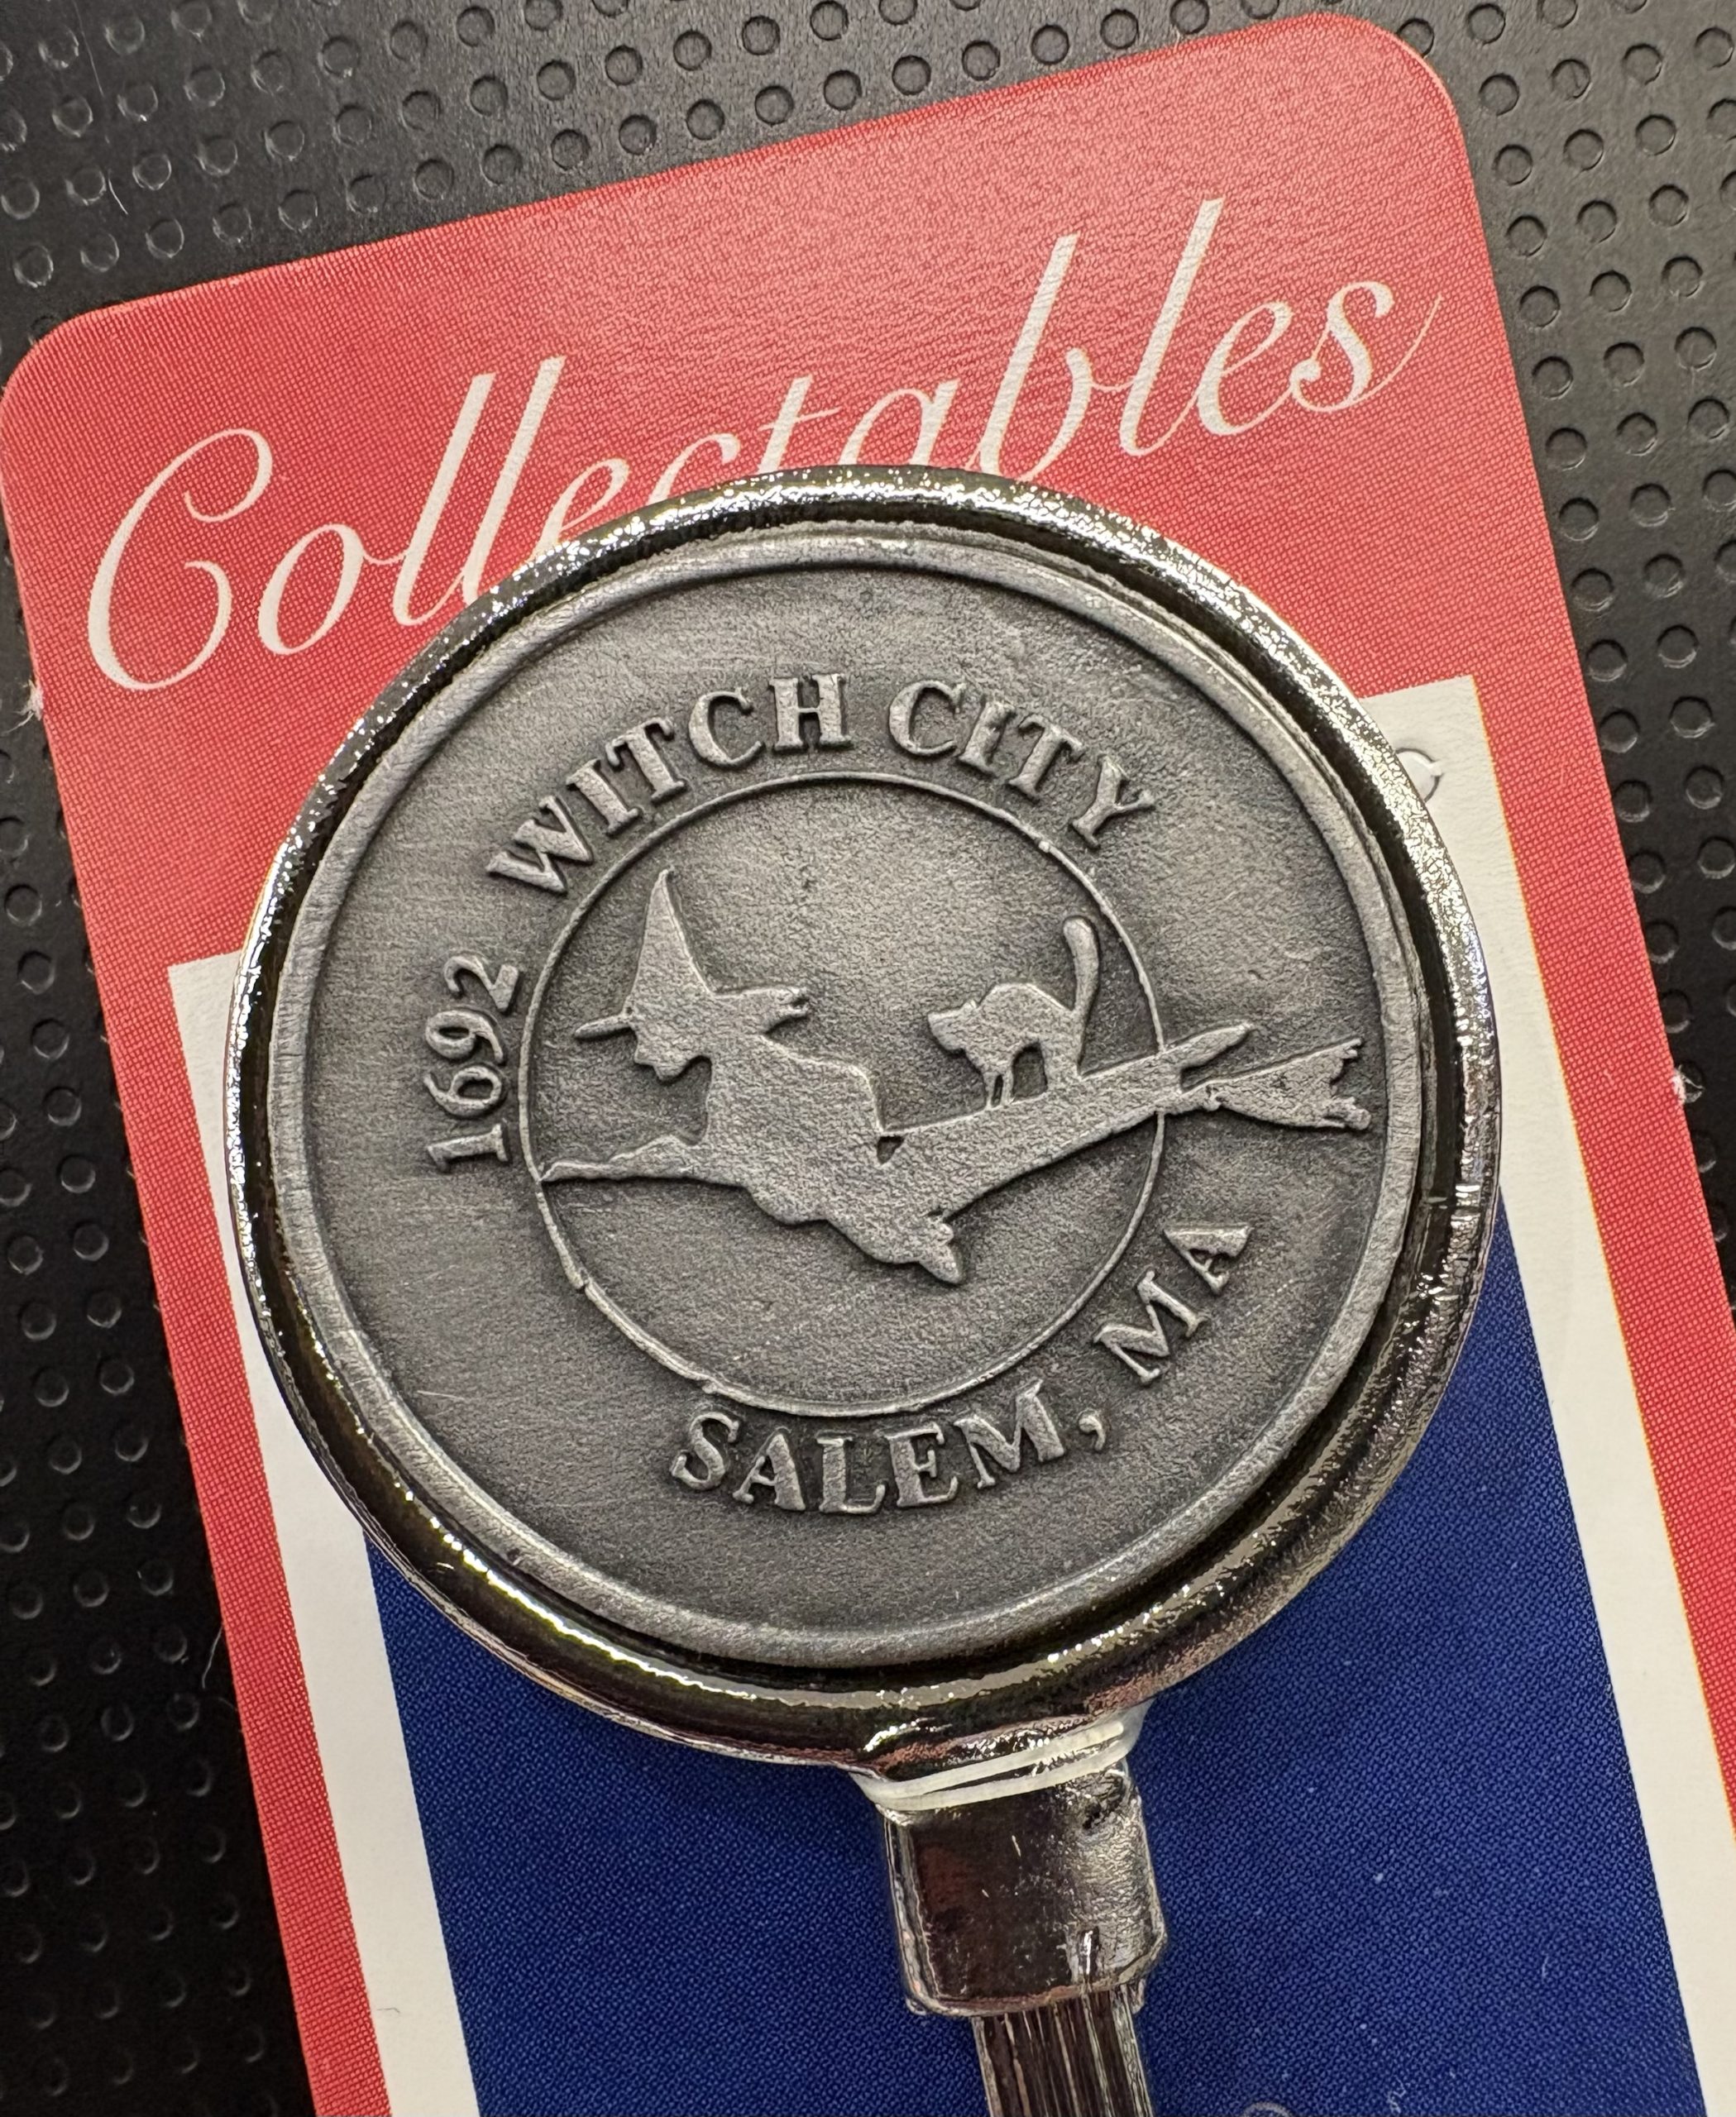 Collectables
1692 WITCH CITY
SALEM, MA